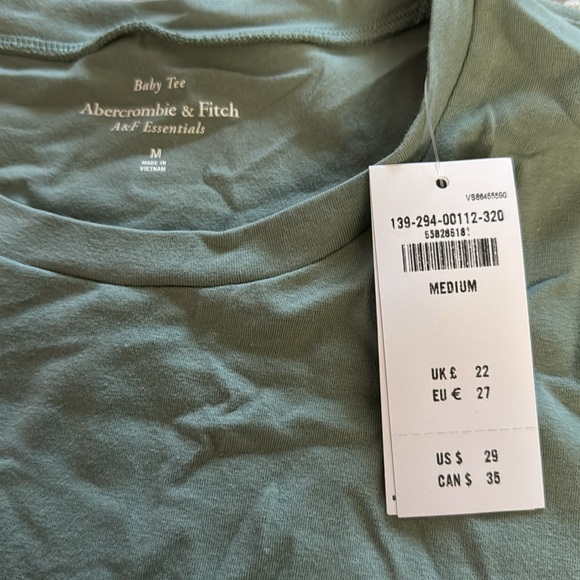 Baby Tee
Abercrombie & Fitch
A&F Essentials
M
MADE IN
VIETNAM
139-294-00112-320
MEDIUM
UK £ 22
EU € 27
US $ 29
CAN $ 35